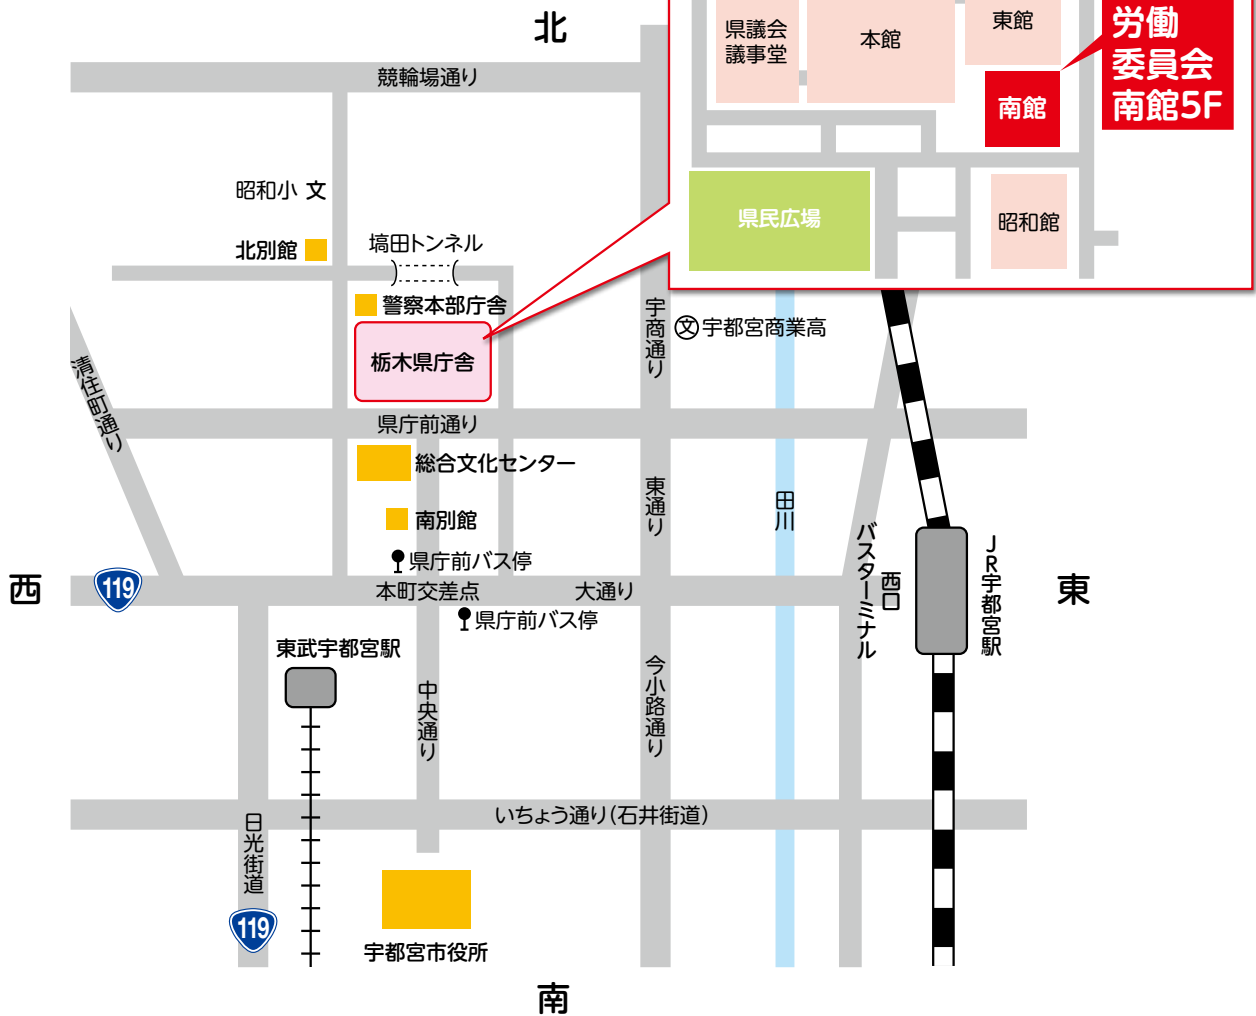 北
県議会
議事堂
本館
東館
南館
労働
委員会
南館5F
県民広場
昭和館
競輪場通り
昭和小 文
北別館
塙田トンネル
警察本部庁舎
栃木県庁舎
清住町通り
県庁前通り
宇商通り
文 宇都宮商業高
総合文化センター
南別館
東通り
田川
県庁前バス停
西
119
本町交差点
大通り
県庁前バス停
バスターミナル
西口
JR宇都宮駅
東
東武宇都宮駅
中央通り
今小路通り
いちょう通り(石井街道)
日光街道
119
宇都宮市役所
南